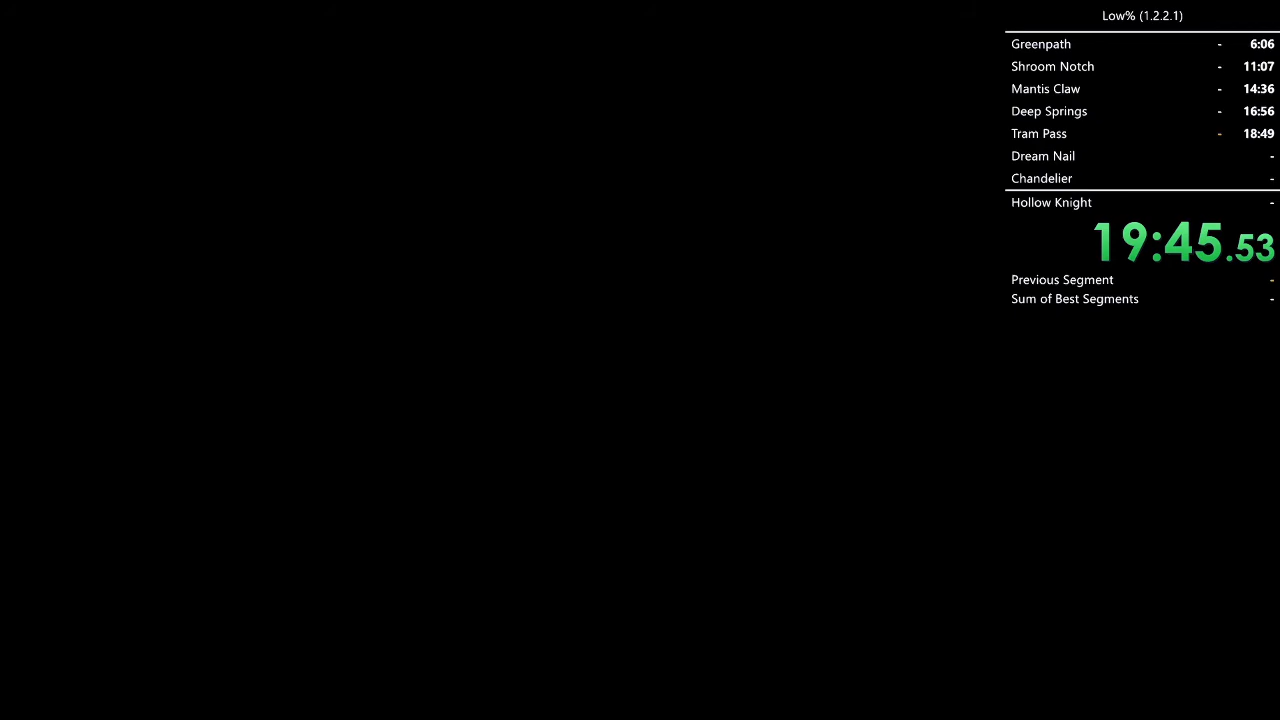 Low% (1.2.2.1)
Greenpath - 6:06
Shroom Notch - 11:07
Mantis Claw - 14:36
Deep Springs - 16:56
Tram Pass - 18:49
Dream Nail -
Chandelier -
Hollow Knight -
19:45.53
Previous Segment -
Sum of Best Segments -